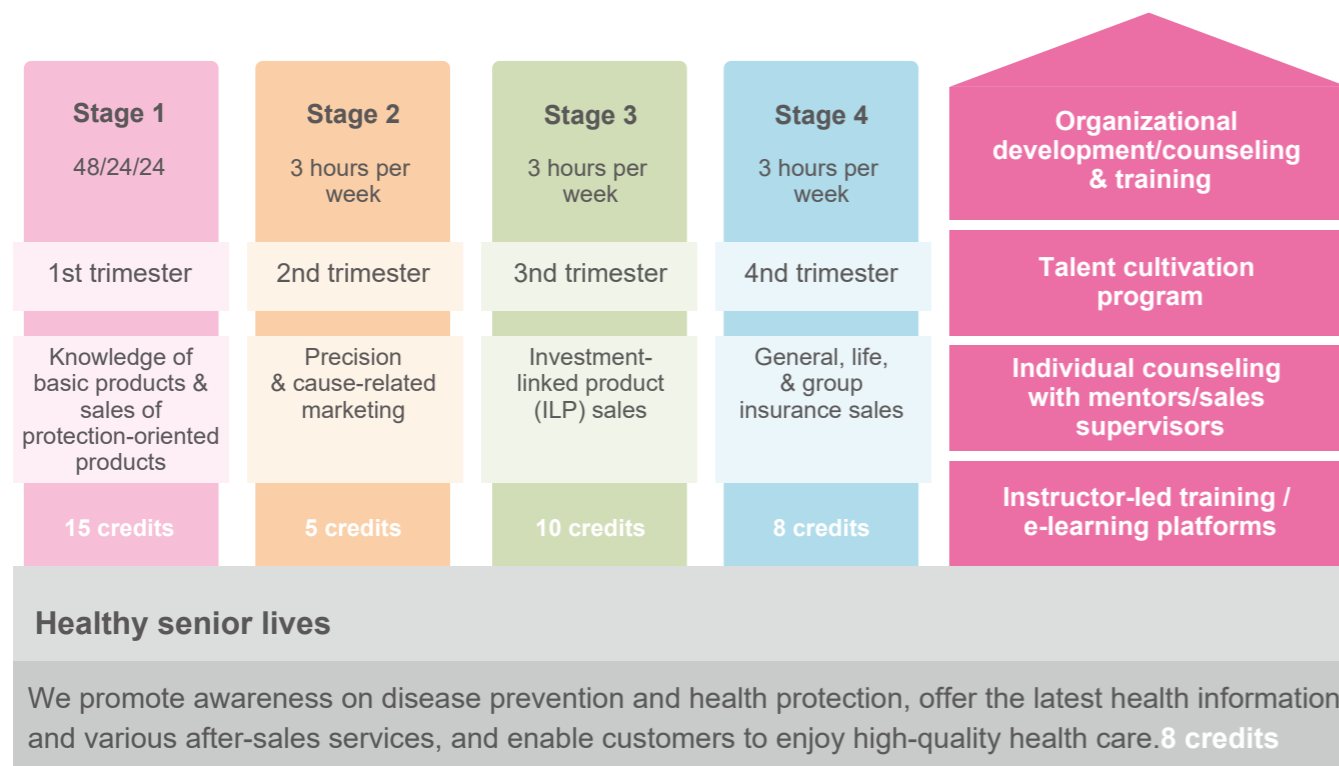 Stage 1
48/24/24
1st trimester
Knowledge of
basic products &
sales of
protection-oriented
products
15 credits
Stage 2
3 hours per
week
2nd trimester
Precision
& cause-related
marketing
5 credits
Stage 3
3 hours per
week
3nd trimester
Investment-
linked product
(ILP) sales
10 credits
Stage 4
3 hours per
week
4nd trimester
General, life,
& group
insurance sales
8 credits
Organizational
development/counseling
& training
Talent cultivation
program
Individual counseling
with mentors/sales
supervisors
Instructor-led training /
e-learning platforms
Healthy senior lives
We promote awareness on disease prevention and health protection, offer the latest health information
and various after-sales services, and enable customers to enjoy high-quality health care.8 credits